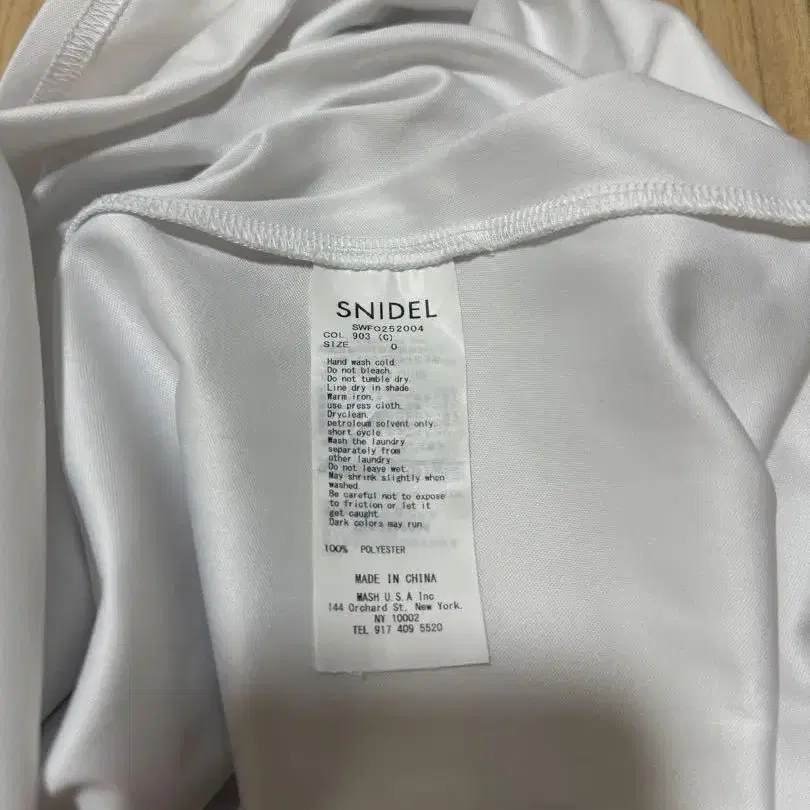 SNIDEL
SWFO252004
COL 903 (C)
SIZE 0
Hand wash cold.
Do not bleach.
Do not tumble dry.
Line dry in shade
Warm iron.
use press cloth.
Dryclean.
petroleum solvent only.
short cycle.
Wash the laundry
separately from
other laundry
Do not leave wet.
May shrink slightly when
washed.
Be careful not to expose
to friction or let it
get caught.
Dark colors may run.
100% POLYESTER
MADE IN CHINA
MASH U.S.A Inc
144 Orchard St, New York.
NY 10002
TEL 917 409 5520